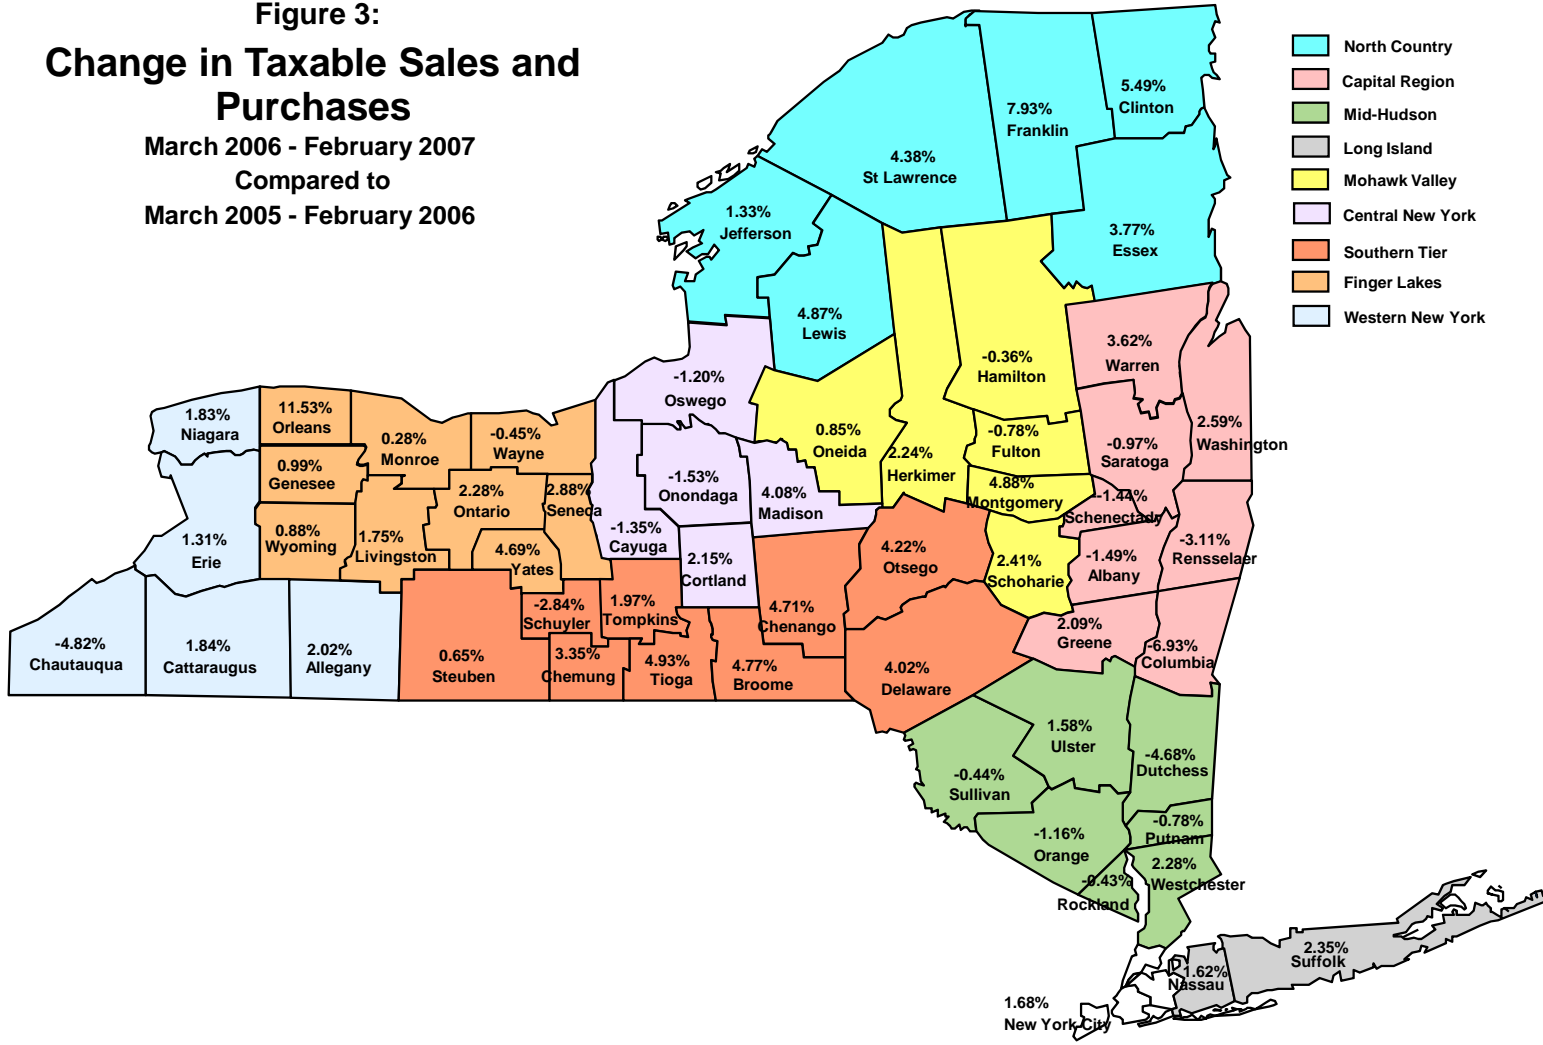 Figure 3:
Change in Taxable Sales and
Purchases
March 2006 - February 2007
Compared to
March 2005 - February 2006
North Country
Capital Region
Mid-Hudson
Long Island
Mohawk Valley
Central New York
Southern Tier
Finger Lakes
Western New York
5.49%
Clinton
7.93%
Franklin
4.38%
St Lawrence
1.33%
Jefferson
3.77%
Essex
4.87%
Lewis
3.62%
Warren
-0.36%
Hamilton
-1.20%
Oswego
1.83%
Niagara
11.53%
Orleans
0.28%
Monroe
-0.45%
Wayne
0.85%
Oneida
2.24%
Herkimer
-0.78%
Fulton
-0.97%
Saratoga
2.59%
Washington
0.99%
Genesee
2.28%
Ontario
2.88%
Seneca
-1.53%
Onondaga
4.08%
Madison
4.88%
Montgomery
-1.44%
Schenectady
1.31%
Erie
0.88%
Wyoming
1.75%
Livingston
4.69%
Yates
-1.35%
Cayuga
2.15%
Cortland
4.22%
Otsego
2.41%
Schoharie
-1.49%
Albany
-3.11%
Rensselaer
-4.82%
Chautauqua
1.84%
Cattaraugus
2.02%
Allegany
0.65%
Steuben
-2.84%
Schuyler
3.35%
Chemung
1.97%
Tompkins
4.93%
Tioga
4.77%
Broome
4.71%
Chenango
4.02%
Delaware
2.09%
Greene
-6.93%
Columbia
1.58%
Ulster
-4.68%
Dutchess
-0.44%
Sullivan
-1.16%
Orange
-0.78%
Putnam
-0.43%
Rockland
2.28%
Westchester
2.35%
Suffolk
1.62%
Nassau
1.68%
New York City